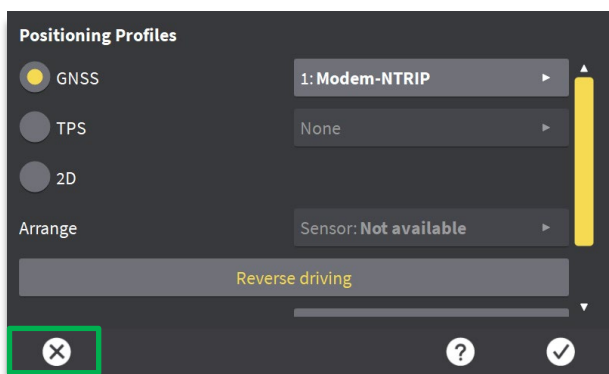 Positioning Profiles
GNSS 1: Modem-NTRIP
TPS None
2D
Arrange Sensor: Not available
Reverse driving
?